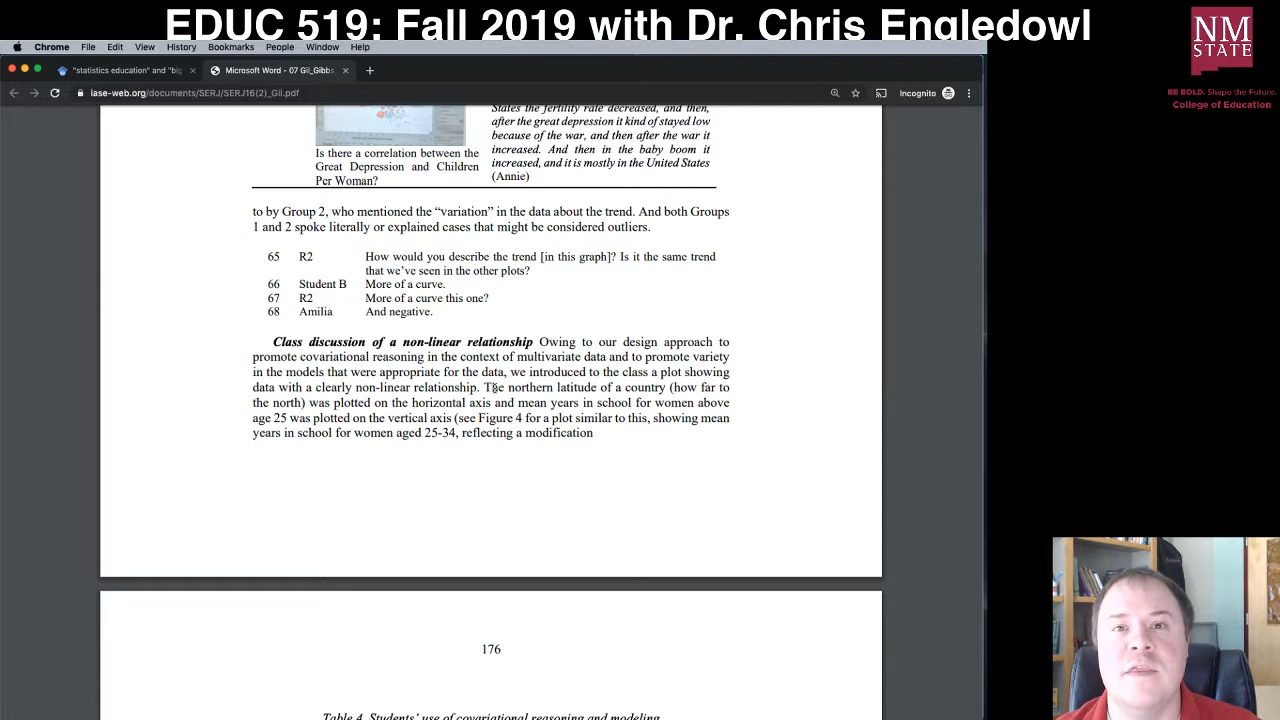 EDUC 519: Fall 2019 with Dr. Chris Engledowl
NM
STATE
BE BOLD. Shape the Future.
College of Education
Chrome File Edit View History Bookmarks People Window Help
"statistics education" and "big
Microsoft Word - 07 Gil_Gibbs
iase-web.org/documents/SERJ/SERJ16(2)_Gil.pdf
Incognito
States the fertility rate decreased, and then,
after the great depression it kind of stayed low
because of the war, and then after the war it
increased. And then in the baby boom it
increased, and it is mostly in the United States
(Annie)
Is there a correlation between the
Great Depression and Children
Per Woman?
to by Group 2, who mentioned the “variation” in the data about the trend. And both Groups
1 and 2 spoke literally or explained cases that might be considered outliers.
65 R2 How would you describe the trend [in this graph]? Is it the same trend
that we’ve seen in the other plots?
66 Student B More of a curve.
67 R2 More of a curve this one?
68 Amilia And negative.
Class discussion of a non-linear relationship Owing to our design approach to
promote covariational reasoning in the context of multivariate data and to promote variety
in the models that were appropriate for the data, we introduced to the class a plot showing
data with a clearly non-linear relationship. The northern latitude of a country (how far to
the north) was plotted on the horizontal axis and mean years in school for women above
age 25 was plotted on the vertical axis (see Figure 4 for a plot similar to this, showing mean
years in school for women aged 25-34, reflecting a modification
176
Table 4. Students’ use of covariational reasoning and modeling